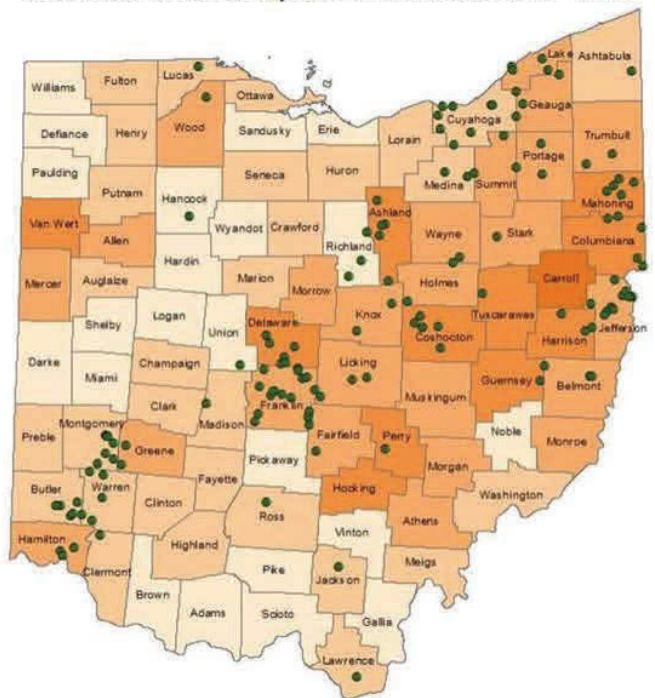 Williams
Fulton
Lucas
Ottawa
Lake
Ashtabula
Defiance
Henry
Wood
Sandusky
Erie
Lorain
Cuyahoga
Geauga
Trumbull
Paulding
Putnam
Hancock
Seneca
Huron
Medina
Summit
Portage
Mahoning
Van Wert
Allen
Wyandot
Crawford
Richland
Ashland
Wayne
Stark
Columbiana
Mercer
Auglaize
Hardin
Marion
Morrow
Holmes
Carroll
Shelby
Logan
Union
Delaware
Knox
Coshocton
Tuscarawas
Harrison
Jefferson
Darke
Miami
Champaign
Clark
Madison
Franklin
Licking
Muskingum
Guernsey
Belmont
Preble
Montgomery
Greene
Pickaway
Fairfield
Perry
Noble
Monroe
Butler
Warren
Clinton
Fayette
Ross
Hocking
Morgan
Washington
Hamilton
Clermont
Highland
Vinton
Athens
Brown
Adams
Pike
Jackson
Meigs
Scioto
Gallia
Lawrence